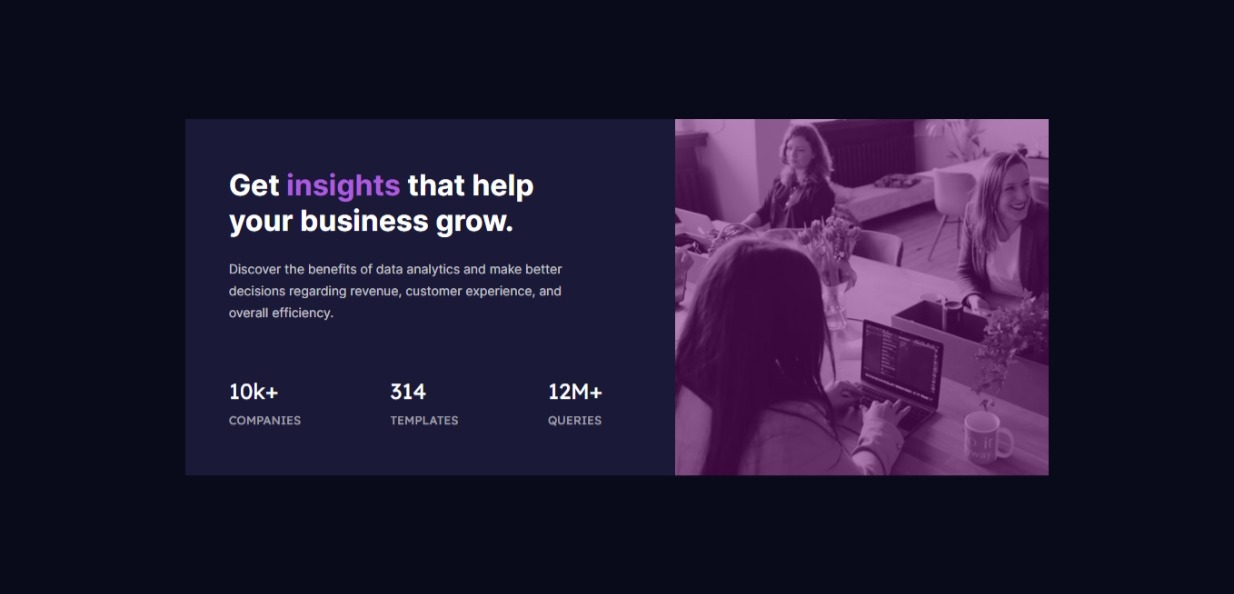 Get insights that help
your business grow.
Discover the benefits of data analytics and make better
decisions regarding revenue, customer experience, and
overall efficiency.
10k+ 314 12M+
COMPANIES TEMPLATES QUERIES